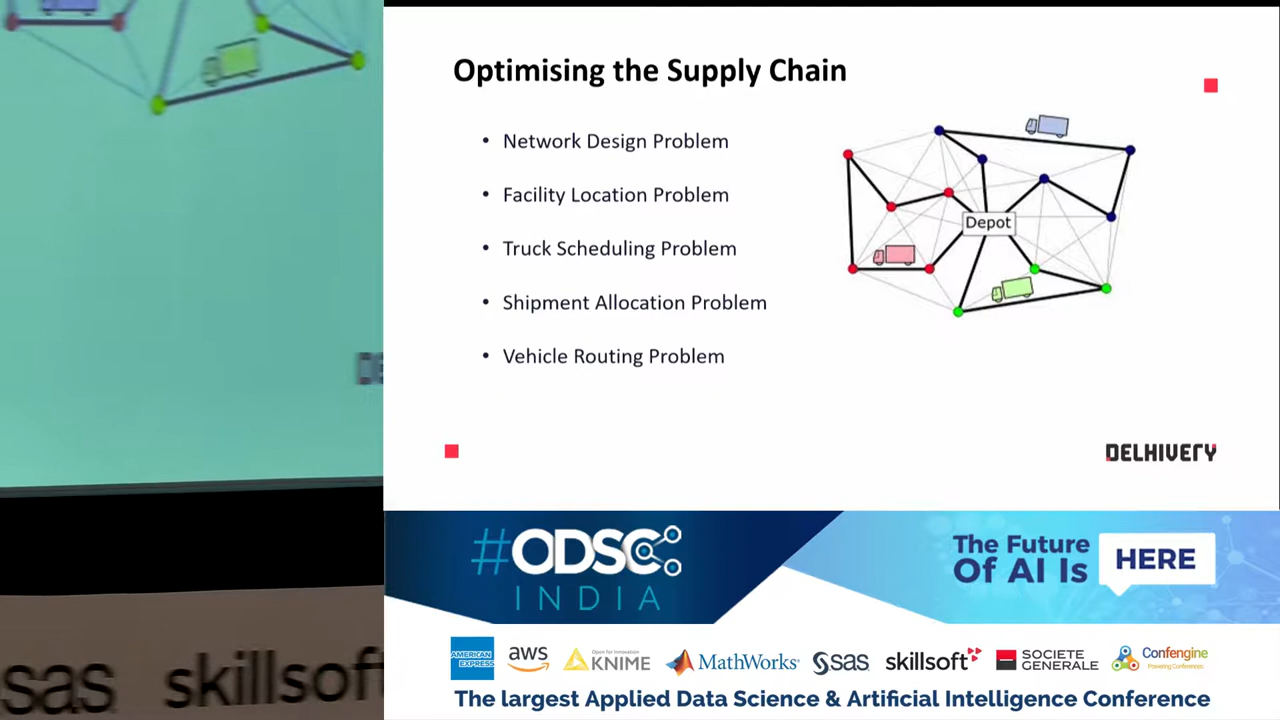 Optimising the Supply Chain
• Network Design Problem
• Facility Location Problem
• Truck Scheduling Problem
• Shipment Allocation Problem
• Vehicle Routing Problem
Depot
DELHIVERY
#ODSC
INDIA
The Future
Of AI Is
HERE
AMERICAN
EXPRESS
aws
Open for Innovation
KNIME
MathWorks®
sas
skillsoft
SOCIETE
GENERALE
Confengine
Powering Conferences
The largest Applied Data Science & Artificial Intelligence Conference
sas
skillsoft